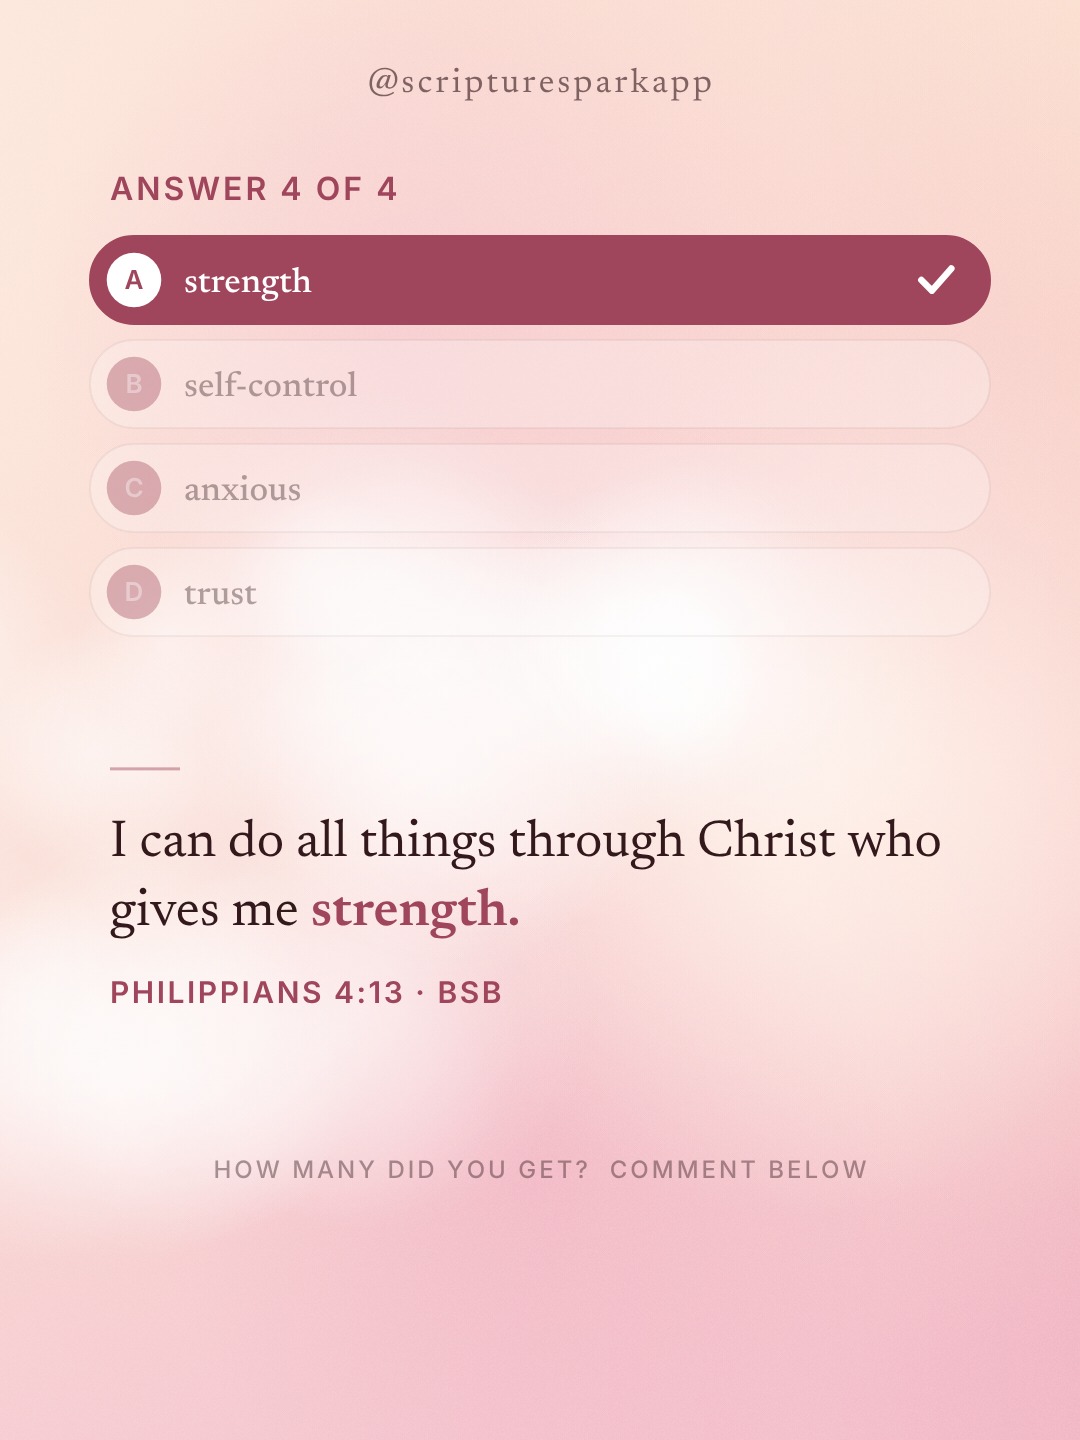 @scripturesparkapp
ANSWER 4 OF 4
A strength
B self-control
C anxious
D trust
I can do all things through Christ who
gives me strength.
PHILIPPIANS 4:13 · BSB
HOW MANY DID YOU GET? COMMENT BELOW